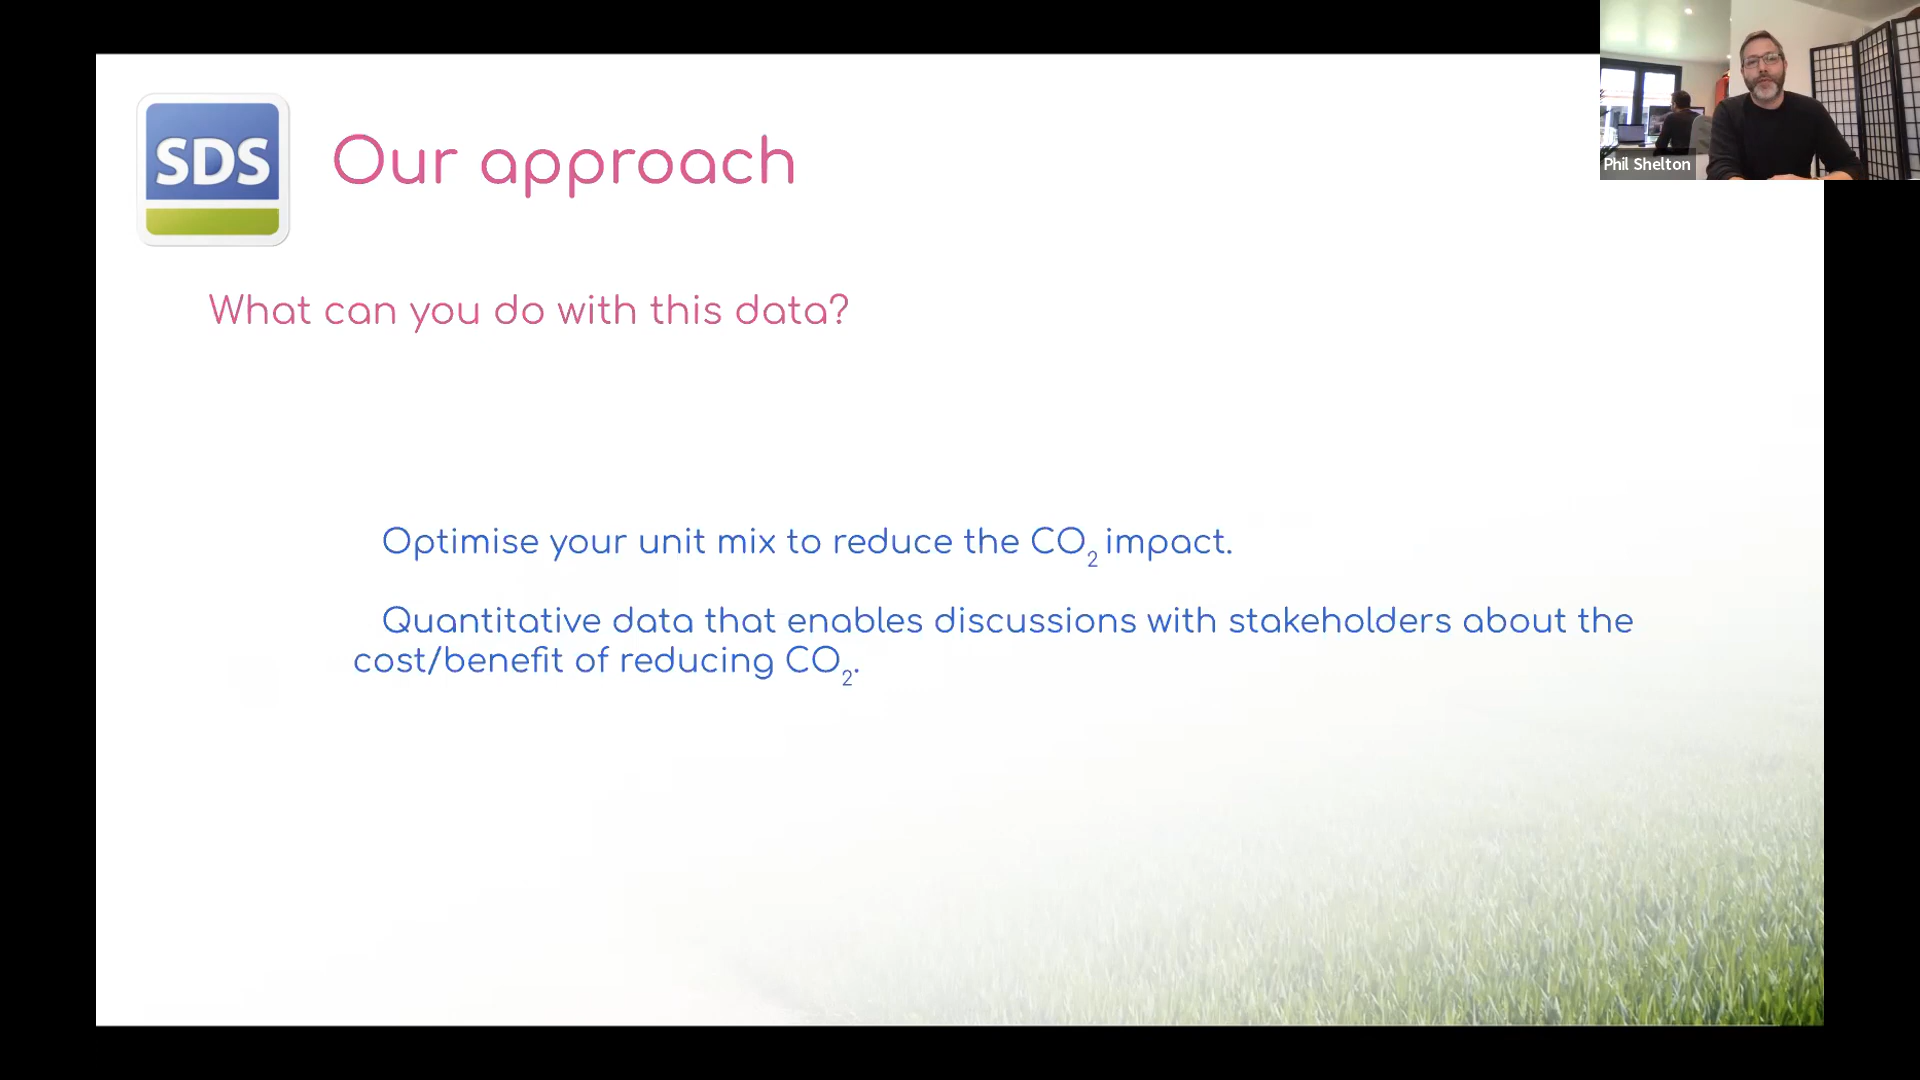 SDS
Our approach
Phil Shelton
What can you do with this data?
Optimise your unit mix to reduce the CO₂ impact.
Quantitative data that enables discussions with stakeholders about the
cost/benefit of reducing CO₂.